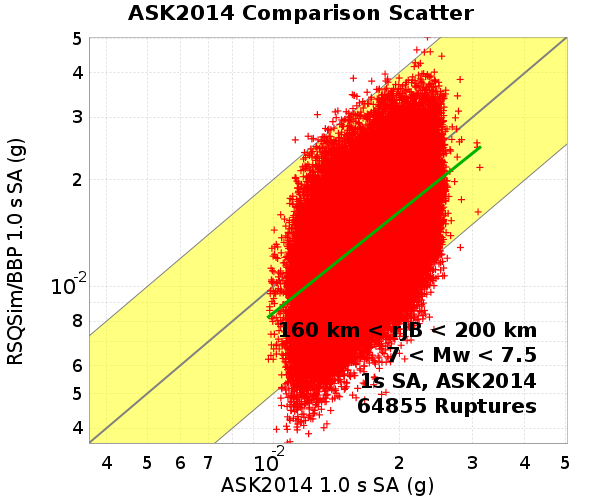 ASK2014 Comparison Scatter
RSQSim/BBP 1.0 s SA (g)
5
4
3
2
10-2
8
6
5
4
160 km < rJB < 200 km
7 < Mw < 7.5
1s SA, ASK2014
64855 Ruptures
4 5 6 7 10-2 2 3 4 5
ASK2014 1.0 s SA (g)